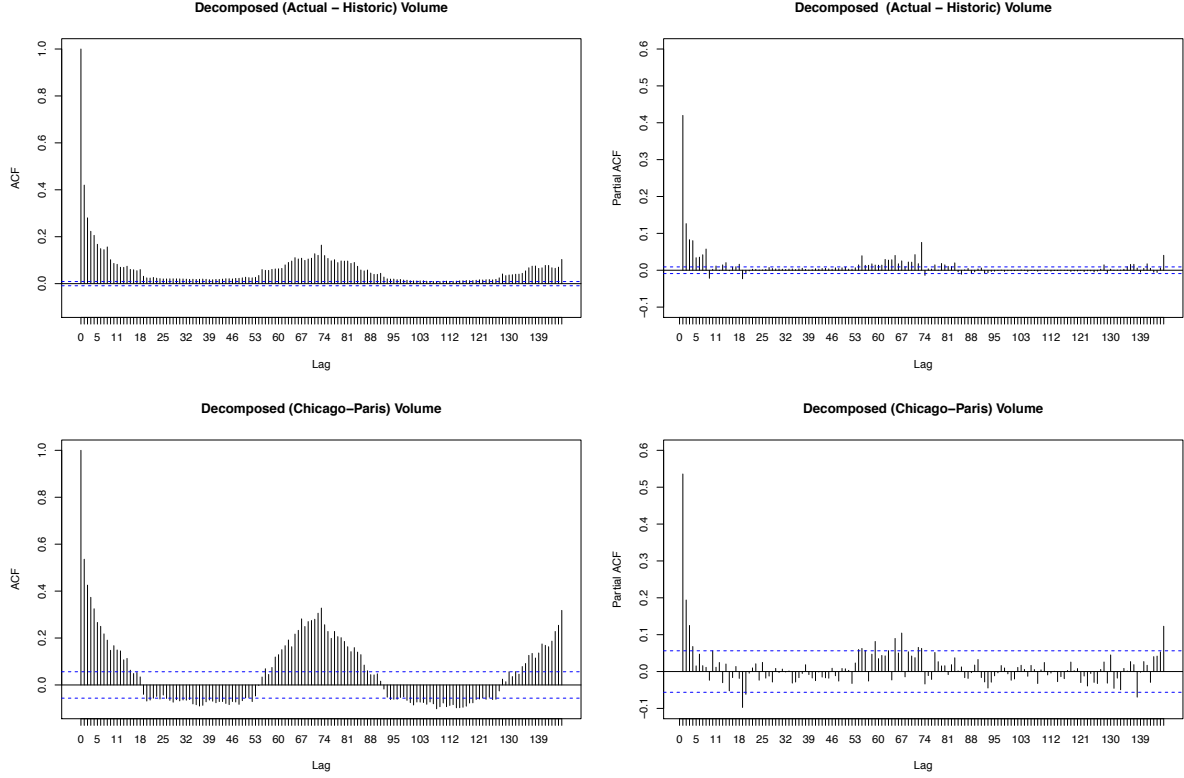 Decomposed (Actual − Historic) Volume
ACF
1.0
0.8
0.6
0.4
0.2
0.0
0 5 11 18 25 32 39 46 53 60 67 74 81 88 95 103 112 121 130 139
Lag
Decomposed (Actual − Historic) Volume
Partial ACF
0.6
0.5
0.4
0.3
0.2
0.1
0.0
−0.1
0 5 11 18 25 32 39 46 53 60 67 74 81 88 95 103 112 121 130 139
Lag
Decomposed (Chicago−Paris) Volume
ACF
1.0
0.8
0.6
0.4
0.2
0.0
0 5 11 18 25 32 39 46 53 60 67 74 81 88 95 103 112 121 130 139
Lag
Decomposed (Chicago−Paris) Volume
Partial ACF
0.6
0.5
0.4
0.3
0.2
0.1
0.0
−0.1
0 5 11 18 25 32 39 46 53 60 67 74 81 88 95 103 112 121 130 139
Lag